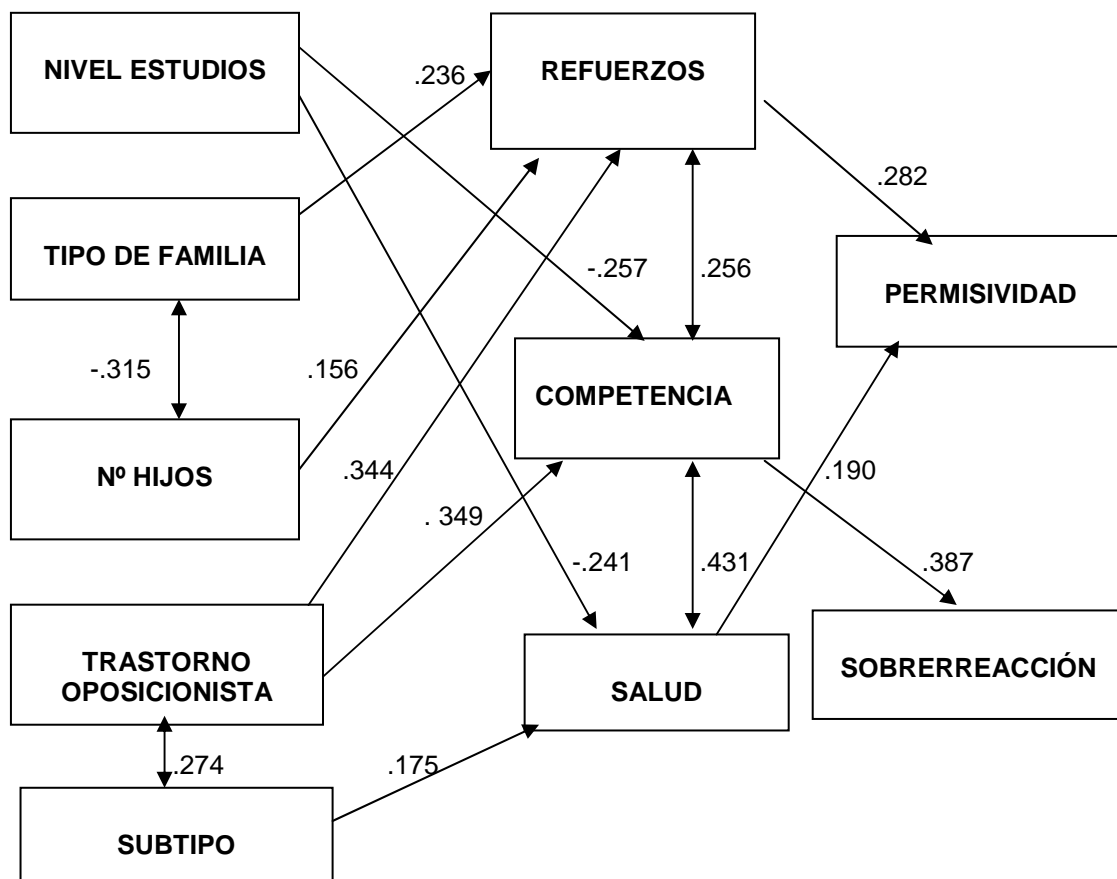 NIVEL ESTUDIOS
REFUERZOS
.236
.282
TIPO DE FAMILIA
-.257
.256
PERMISIVIDAD
-.315
.156
COMPETENCIA
Nº HIJOS
.344
.190
. 349
-.241
.431
.387
TRASTORNO
OPOSICIONISTA
SALUD
SOBRERREACCIÓN
.274
.175
SUBTIPO